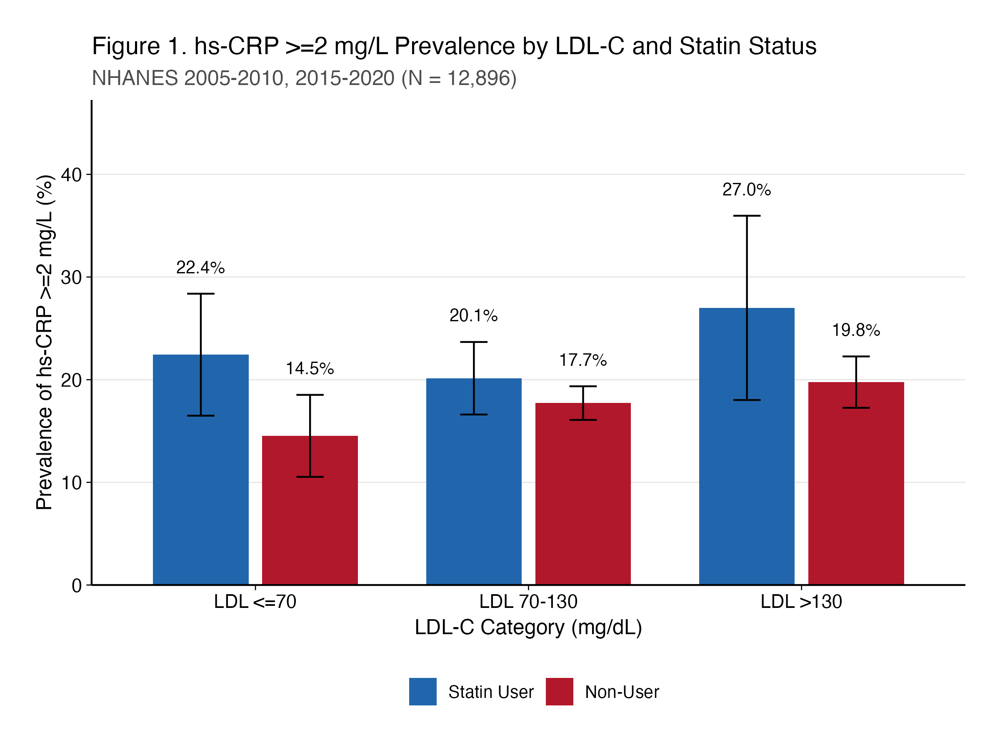 Figure 1. hs-CRP >=2 mg/L Prevalence by LDL-C and Statin Status
NHANES 2005-2010, 2015-2020 (N = 12,896)
Prevalence of hs-CRP >=2 mg/L (%)
40
30
20
10
0
22.4%
14.5%
20.1%
17.7%
27.0%
19.8%
LDL <=70
LDL 70-130
LDL >130
LDL-C Category (mg/dL)
Statin User
Non-User